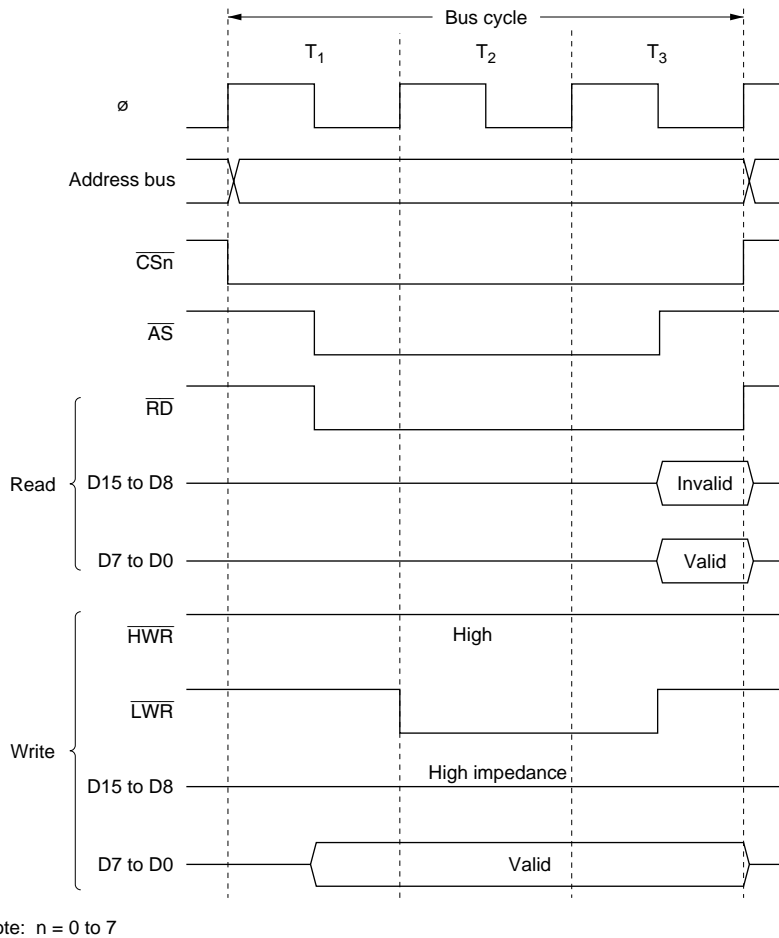 Bus cycle
T1 T2 T3
ø
Address bus
CSn
AS
RD
Read
D15 to D8 Invalid
D7 to D0 Valid
HWR High
LWR
Write
D15 to D8 High impedance
D7 to D0 Valid
ote: n = 0 to 7